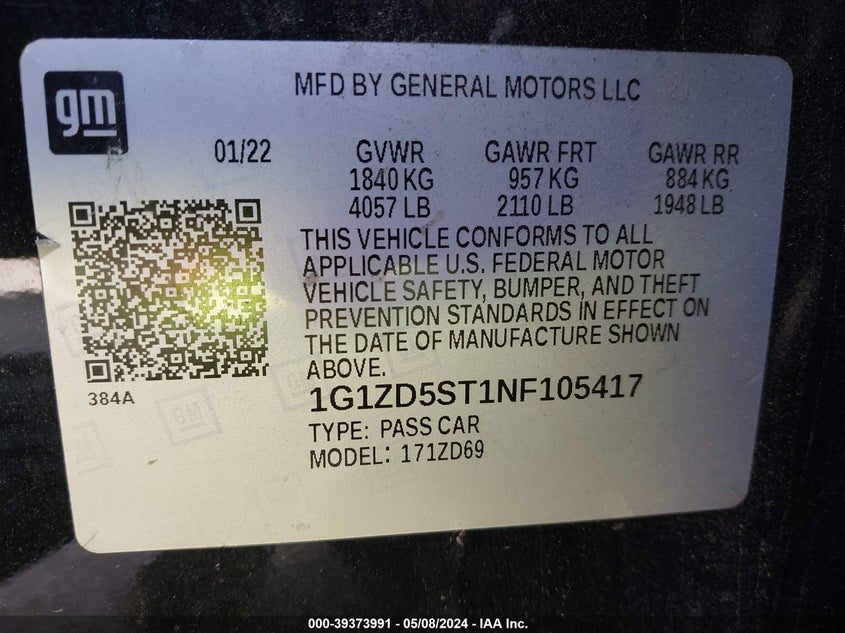 gm
MFD BY GENERAL MOTORS LLC
01/22 GVWR GAWR FRT GAWR RR
1840 KG 957 KG 884 KG
4057 LB 2110 LB 1948 LB
THIS VEHICLE CONFORMS TO ALL
APPLICABLE U.S. FEDERAL MOTOR
VEHICLE SAFETY, BUMPER, AND THEFT
PREVENTION STANDARDS IN EFFECT ON
THE DATE OF MANUFACTURE SHOWN
ABOVE.
384A
1G1ZD5ST1NF105417
TYPE: PASS CAR
MODEL: 171ZD69
GM
000-39373991 - 05/08/2024 - IAA Inc.